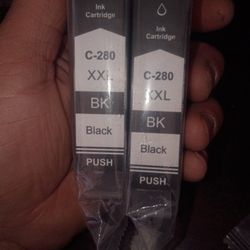 Ink
Cartridge
C-280
XXL
BK
Black
PUSH
Ink
Cartridge
C-280
XXL
BK
Black
PUSH